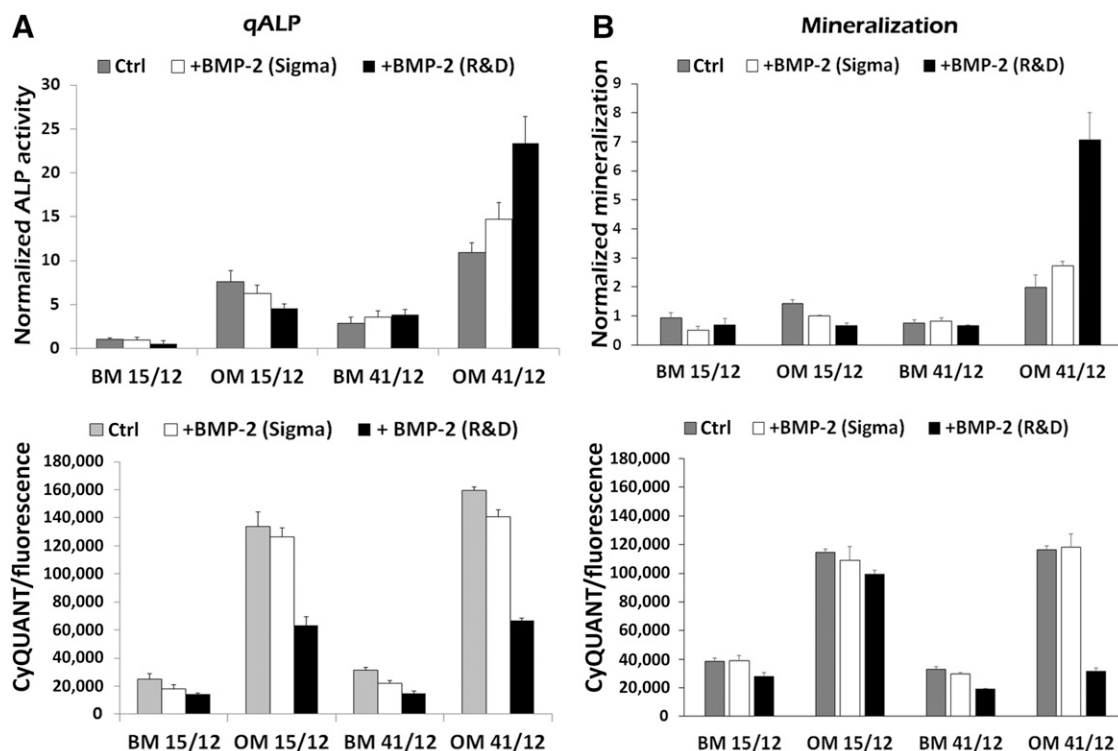 A
qALP
Ctrl +BMP-2 (Sigma) +BMP-2 (R&D)
Normalized ALP activity
30
25
20
15
10
5
0
BM 15/12 OM 15/12 BM 41/12 OM 41/12
Ctrl +BMP-2 (Sigma) + BMP-2 (R&D)
CyQUANT/fluorescence
180,000
160,000
140,000
120,000
100,000
80,000
60,000
40,000
20,000
0
BM 15/12 OM 15/12 BM 41/12 OM 41/12
B
Mineralization
Ctrl +BMP-2 (Sigma) +BMP-2 (R&D)
Normalized mineralization
9
8
7
6
5
4
3
2
1
0
BM 15/12 OM 15/12 BM 41/12 OM 41/12
Ctrl +BMP-2 (Sigma) +BMP-2 (R&D)
CyQUANT/fluorescence
180,000
160,000
140,000
120,000
100,000
80,000
60,000
40,000
20,000
0
BM 15/12 OM 15/12 BM 41/12 OM 41/12